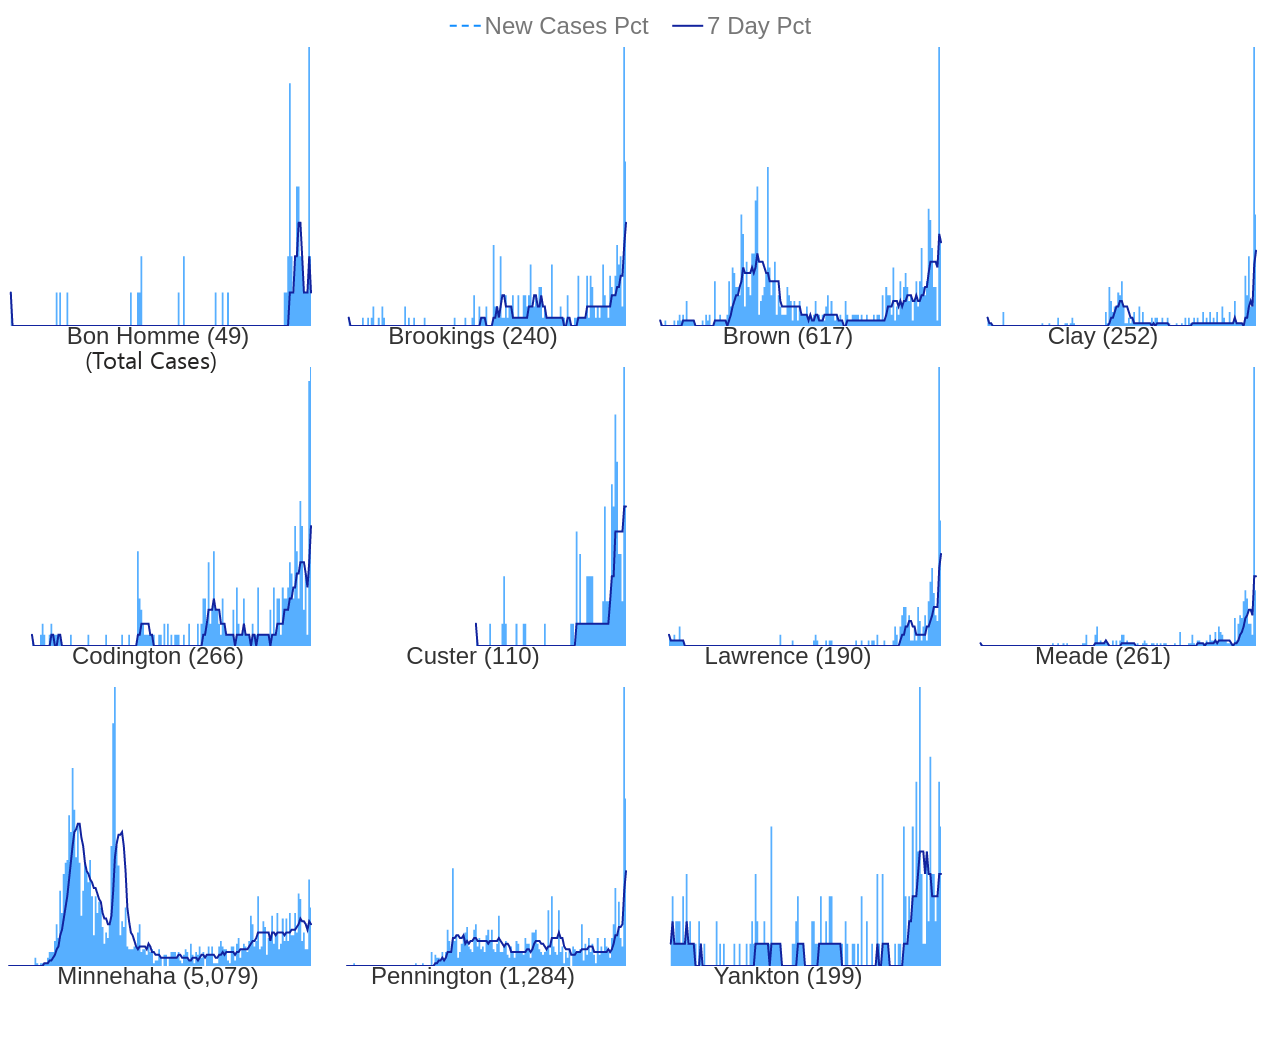 New Cases Pct 7 Day Pct
Bon Homme (49) Brookings (240) Brown (617) Clay (252)
(Total Cases)
Codington (266) Custer (110) Lawrence (190) Meade (261)
Minnehaha (5,079) Pennington (1,284) Yankton (199)